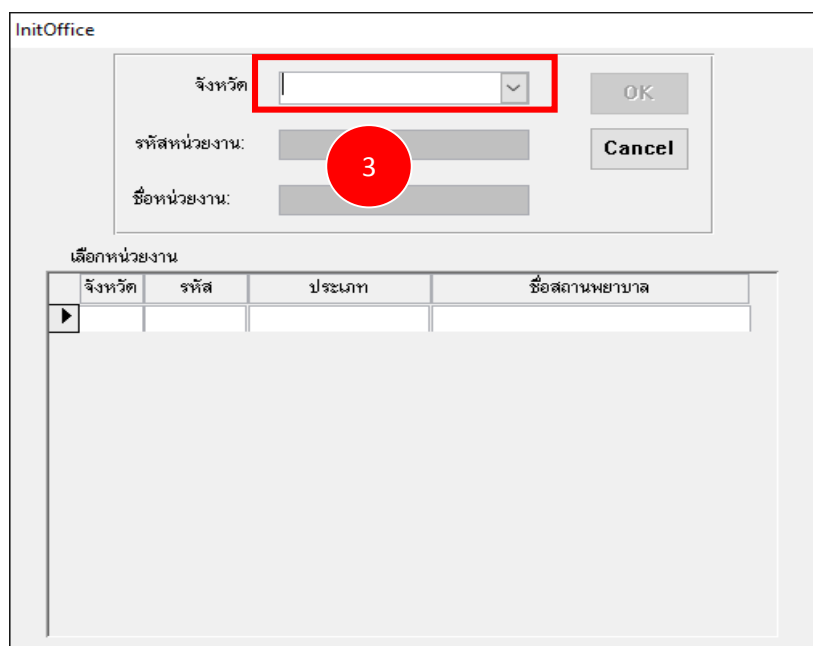 InitOffice
จังหวัด
OK
รหัสหน่วยงาน:
3
Cancel
ชื่อหน่วยงาน:
เลือกหน่วยงาน
จังหวัด รหัส ประเภท ชื่อสถานพยาบาล